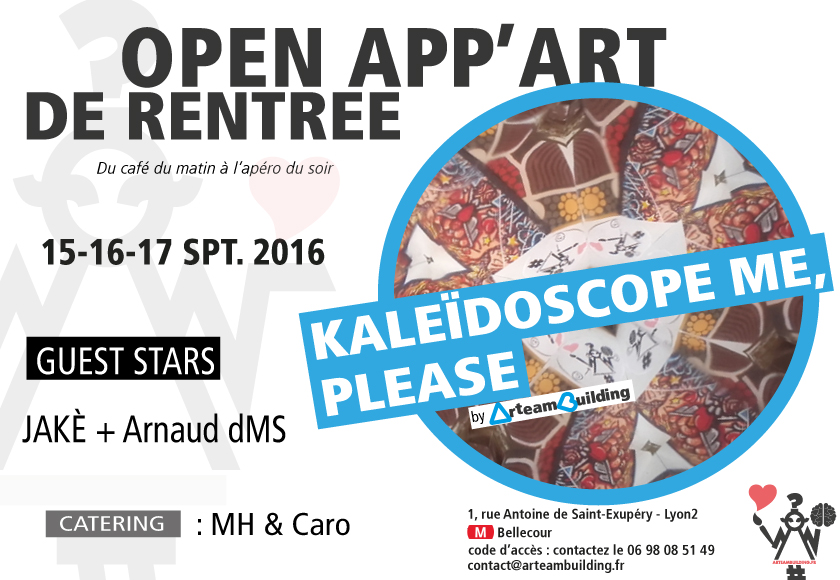 OPEN APP'ART
DE RENTREE
Du café du matin à l'apéro du soir
15-16-17 SPT. 2016
KALEÏDOSCOPE ME,
PLEASE
by ArteamBuilding
GUEST STARS
JAKÈ + Arnaud dMS
CATERING : MH & Caro
1, rue Antoine de Saint-Exupéry - Lyon2
M Bellecour
code d'accès : contactez le 06 98 08 51 49
contact@arteambuilding.fr
?
#
ARTEAMBUILDING.FR